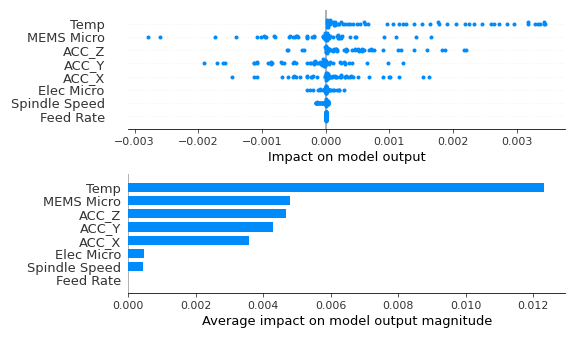 Temp
MEMS Micro
ACC_Z
ACC_Y
ACC_X
Elec Micro
Spindle Speed
Feed Rate
−0.003 −0.002 −0.001 0.000 0.001 0.002 0.003
Impact on model output
Temp
MEMS Micro
ACC_Z
ACC_Y
ACC_X
Elec Micro
Spindle Speed
Feed Rate
0.000 0.002 0.004 0.006 0.008 0.010 0.012
Average impact on model output magnitude